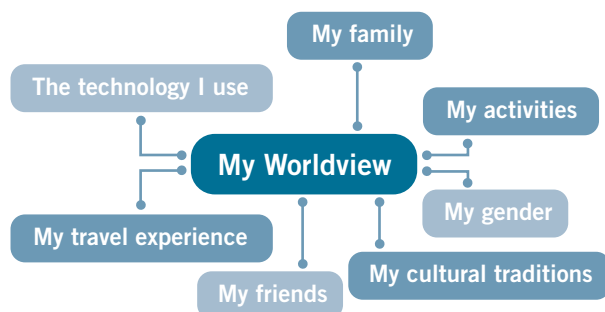 My family
The technology I use
My activities
My Worldview
My gender
My travel experience
My cultural traditions
My friends